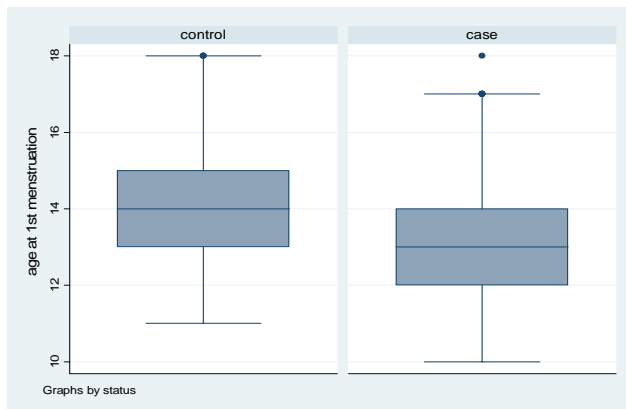 control
case
age at 1st menstruation
18
16
14
12
10
Graphs by status